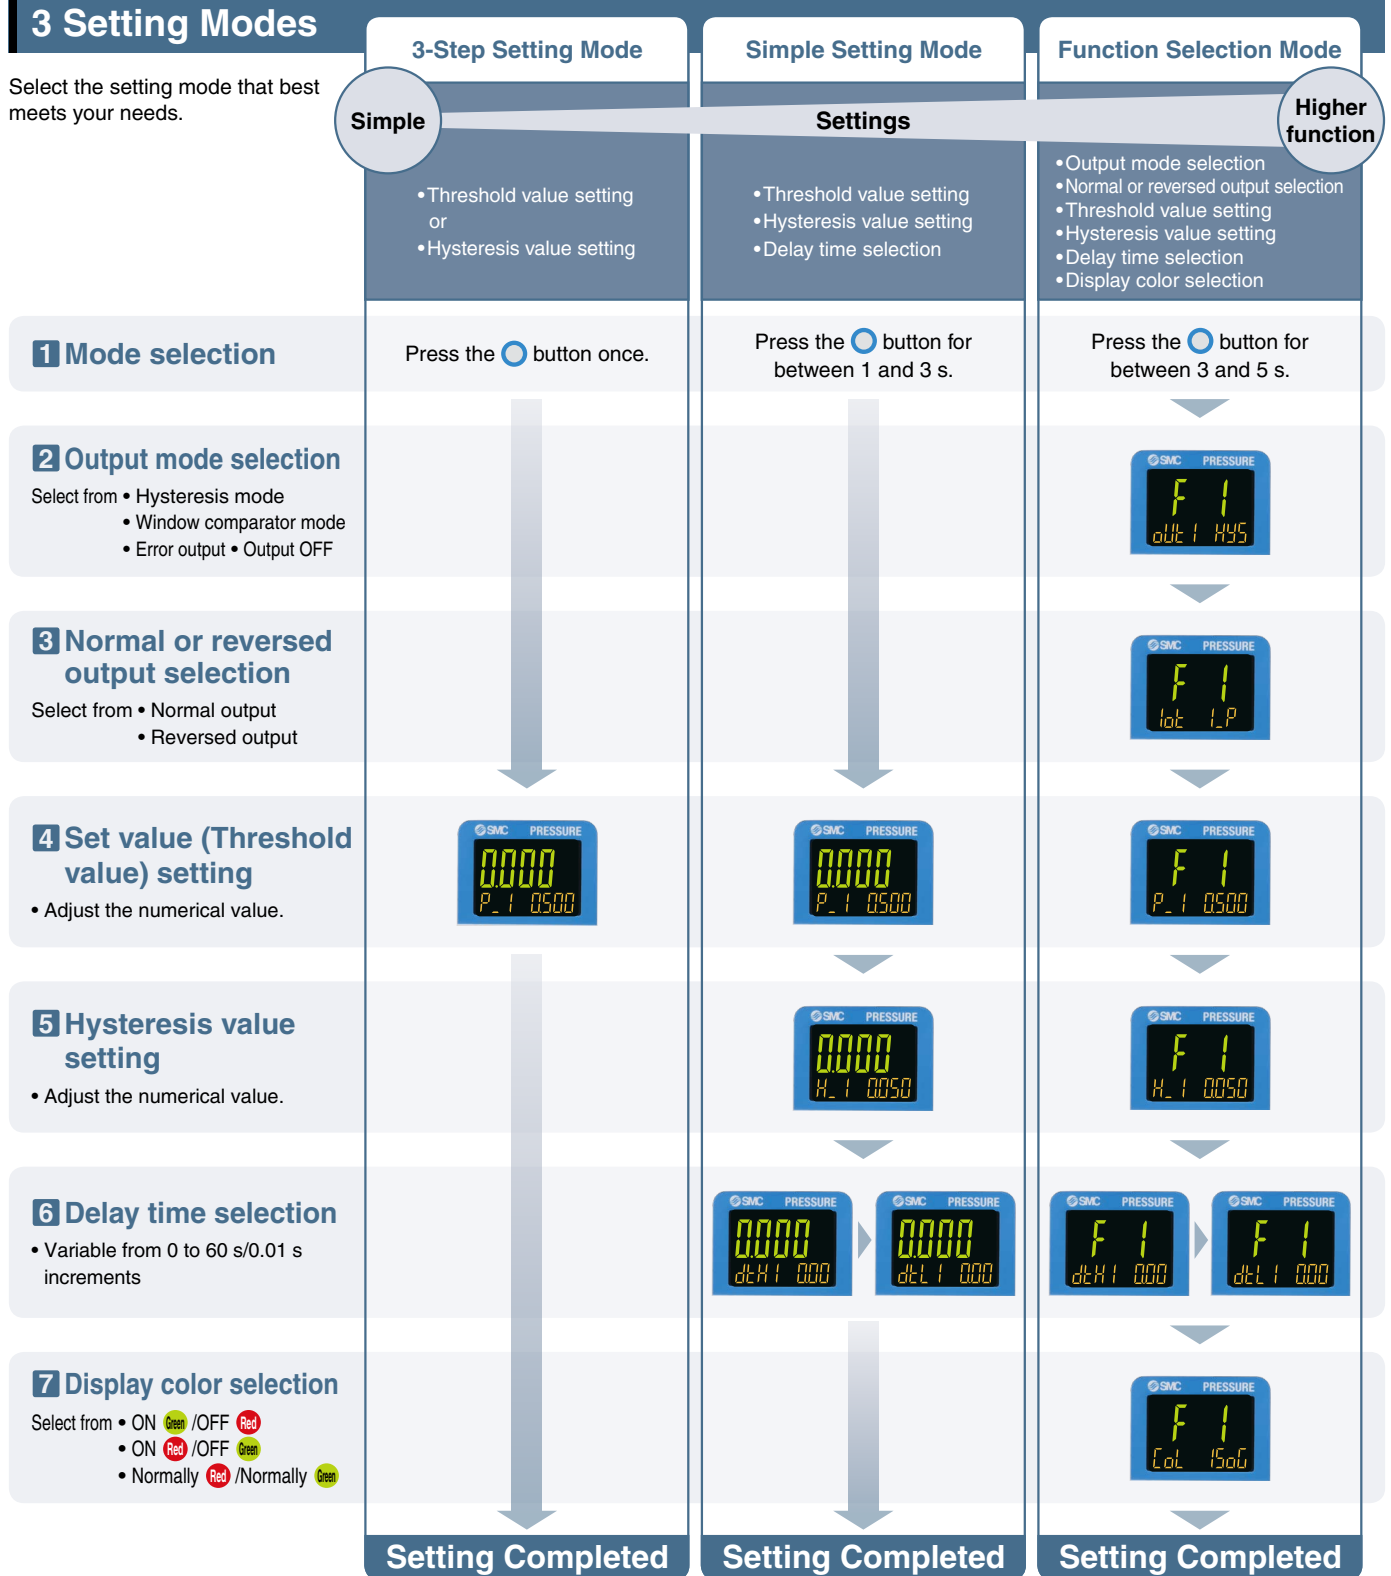 3 Setting Modes
Select the setting mode that best
meets your needs.
3-Step Setting Mode
Simple Setting Mode
Function Selection Mode
Simple
Settings
Higher
function
•Threshold value setting
or
•Hysteresis value setting
•Threshold value setting
•Hysteresis value setting
•Delay time selection
•Output mode selection
•Normal or reversed output selection
•Threshold value setting
•Hysteresis value setting
•Delay time selection
•Display color selection
1 Mode selection
Press the button once.
Press the button for
between 1 and 3 s.
Press the button for
between 3 and 5 s.
2 Output mode selection
Select from • Hysteresis mode
• Window comparator mode
• Error output • Output OFF
SMC PRESSURE
F 1
oUt1 HYS
3 Normal or reversed
output selection
Select from • Normal output
• Reversed output
SMC PRESSURE
F 1
1ot 1_P
4 Set value (Threshold
value) setting
• Adjust the numerical value.
SMC PRESSURE
0.000
P_1 0.500
SMC PRESSURE
0.000
P_1 0.500
SMC PRESSURE
F 1
P_1 0.500
5 Hysteresis value
setting
• Adjust the numerical value.
SMC PRESSURE
0.000
H_1 0.050
SMC PRESSURE
F 1
H_1 0.050
6 Delay time selection
• Variable from 0 to 60 s/0.01 s
increments
SMC PRESSURE
0.000
dtH1 0.00
SMC PRESSURE
0.000
dtL1 0.00
SMC PRESSURE
F 1
dtH1 0.00
SMC PRESSURE
F 1
dtL1 0.00
7 Display color selection
Select from • ON Green /OFF Red
• ON Red /OFF Green
• Normally Red /Normally Green
SMC PRESSURE
F 1
CoL 1SoG
Setting Completed
Setting Completed
Setting Completed